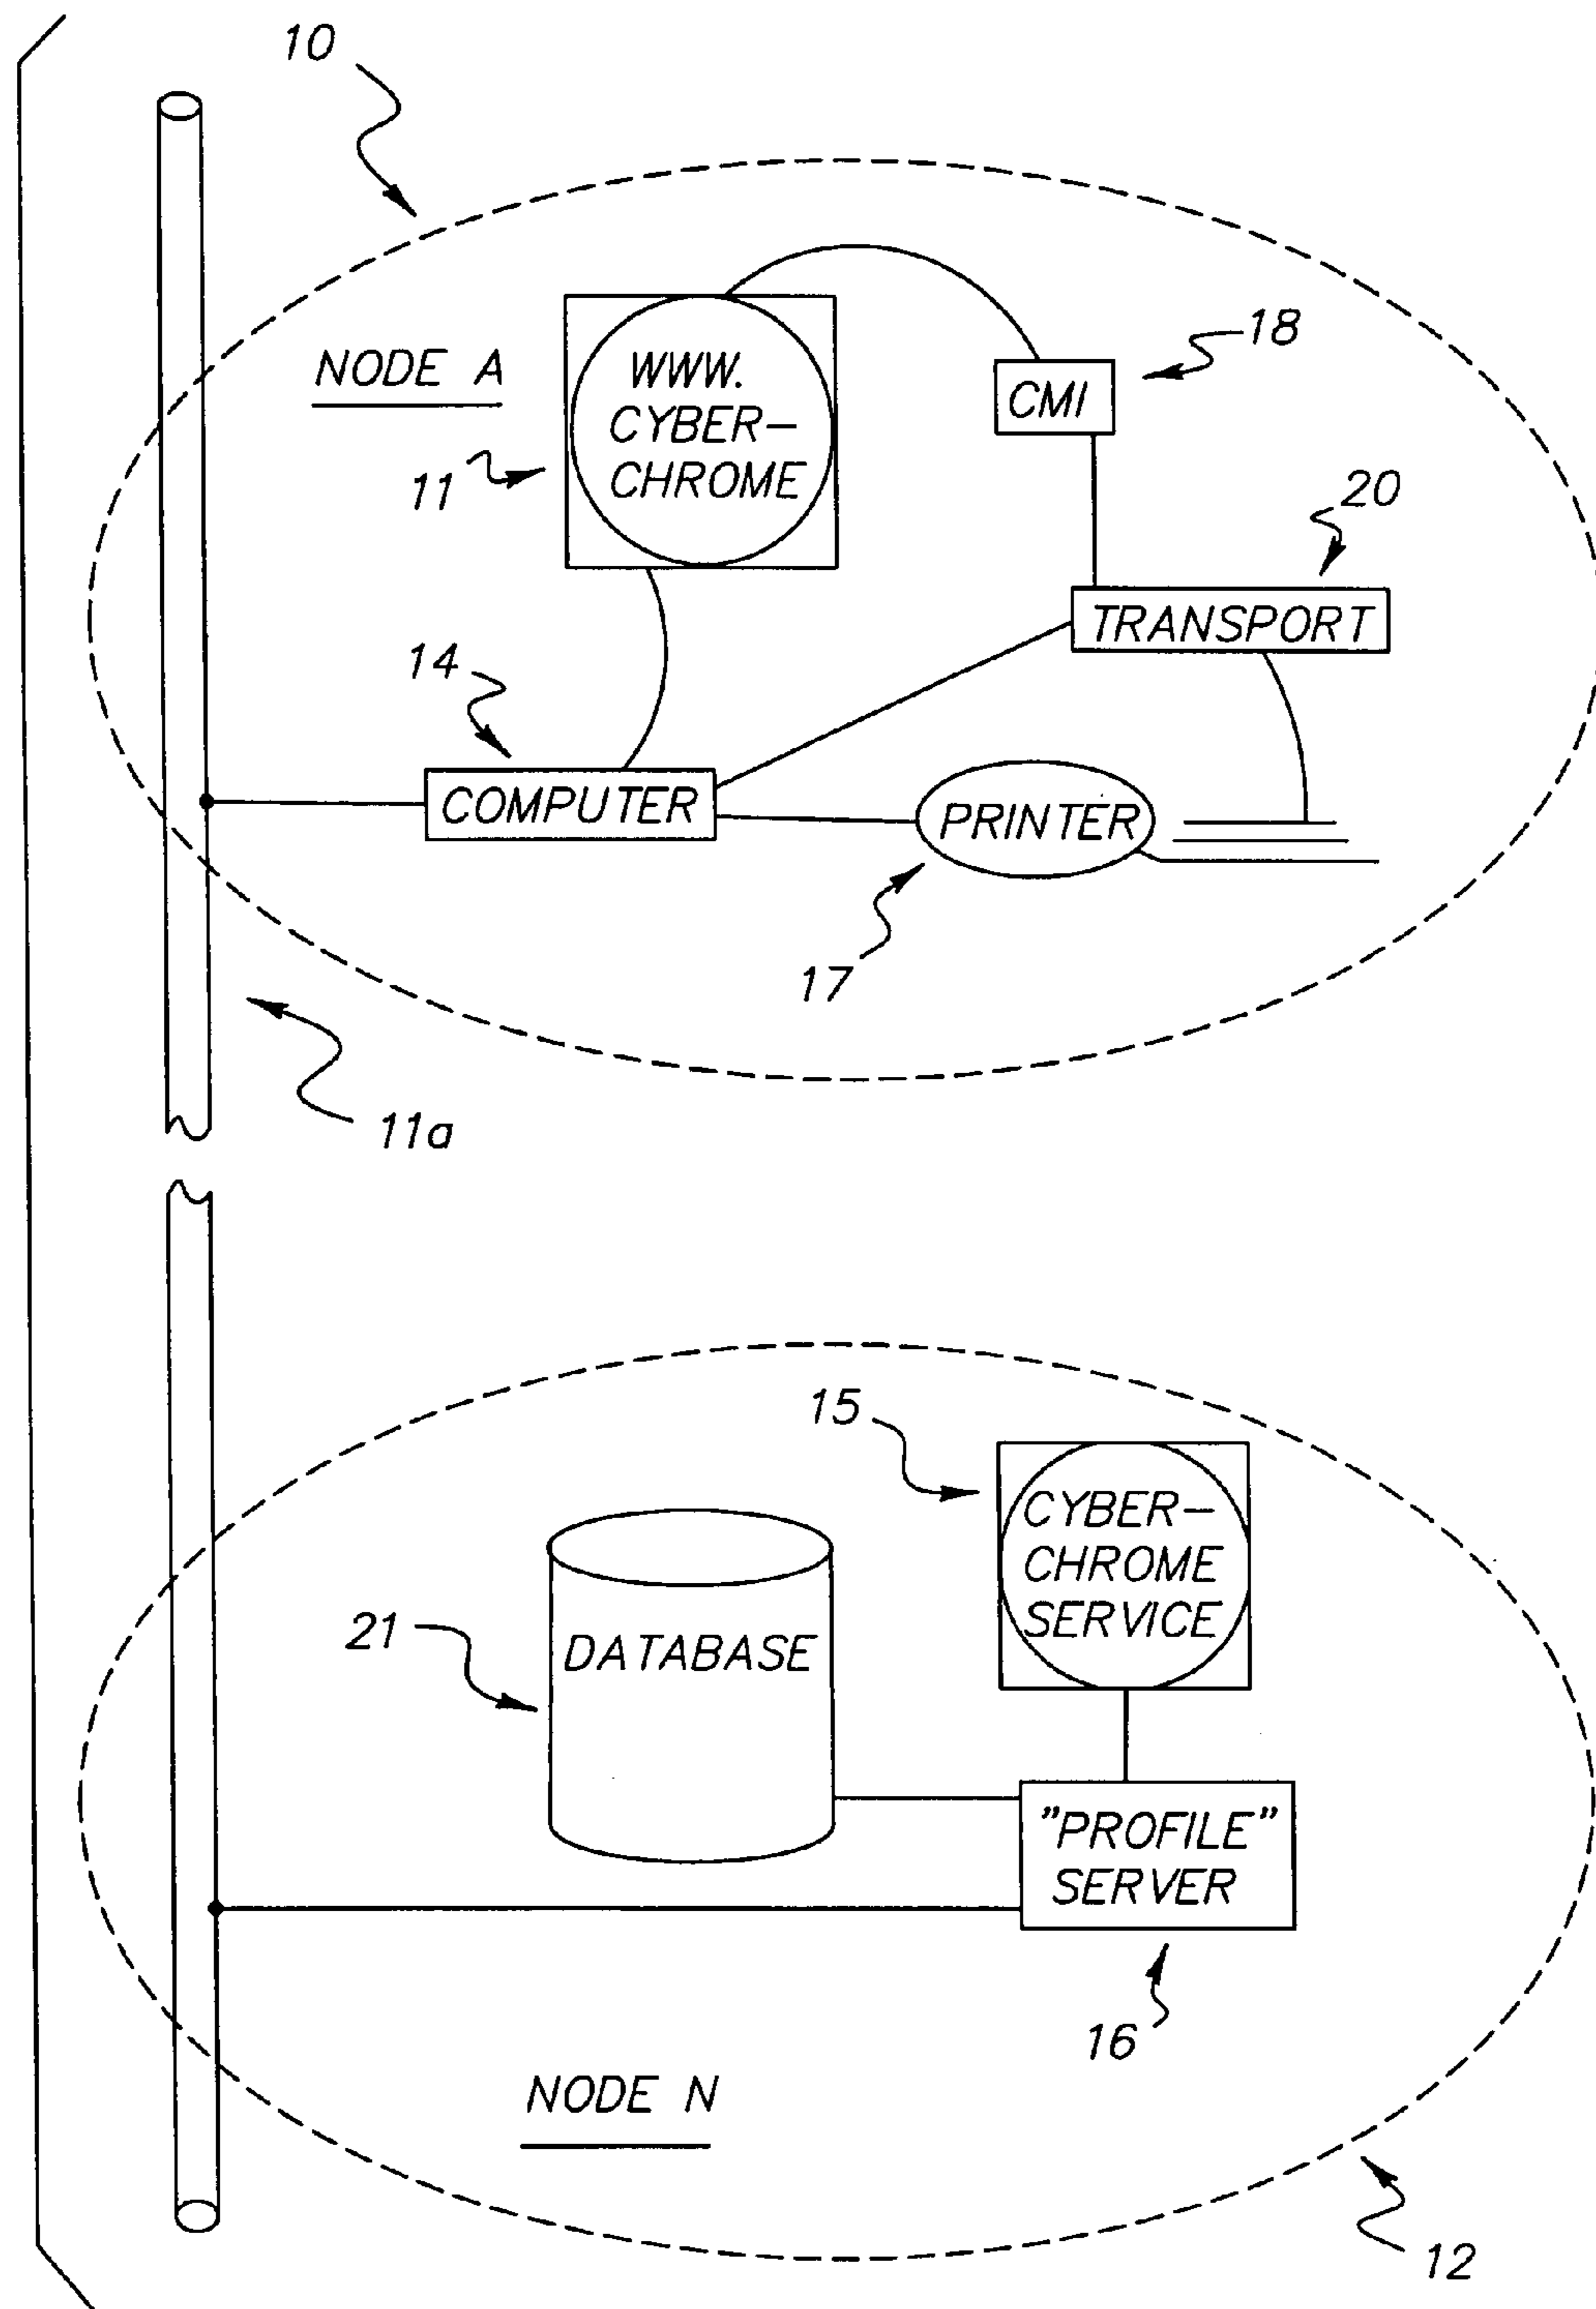 10
NODE A
WWW.
CYBER-
CHROME
11
CMI
18
20
TRANSPORT
14
COMPUTER
PRINTER
17
11a
15
CYBER-
CHROME
SERVICE
21
DATABASE
"PROFILE"
SERVER
16
NODE N
12